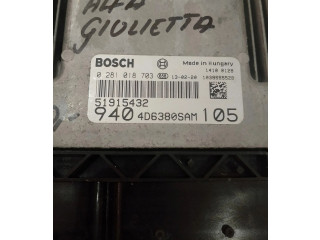 ALFA
GIULIETTA
BOSCH
Made in Hungary
0 281 018 703
13-02-20
51915432
940 4D6380SAM 105